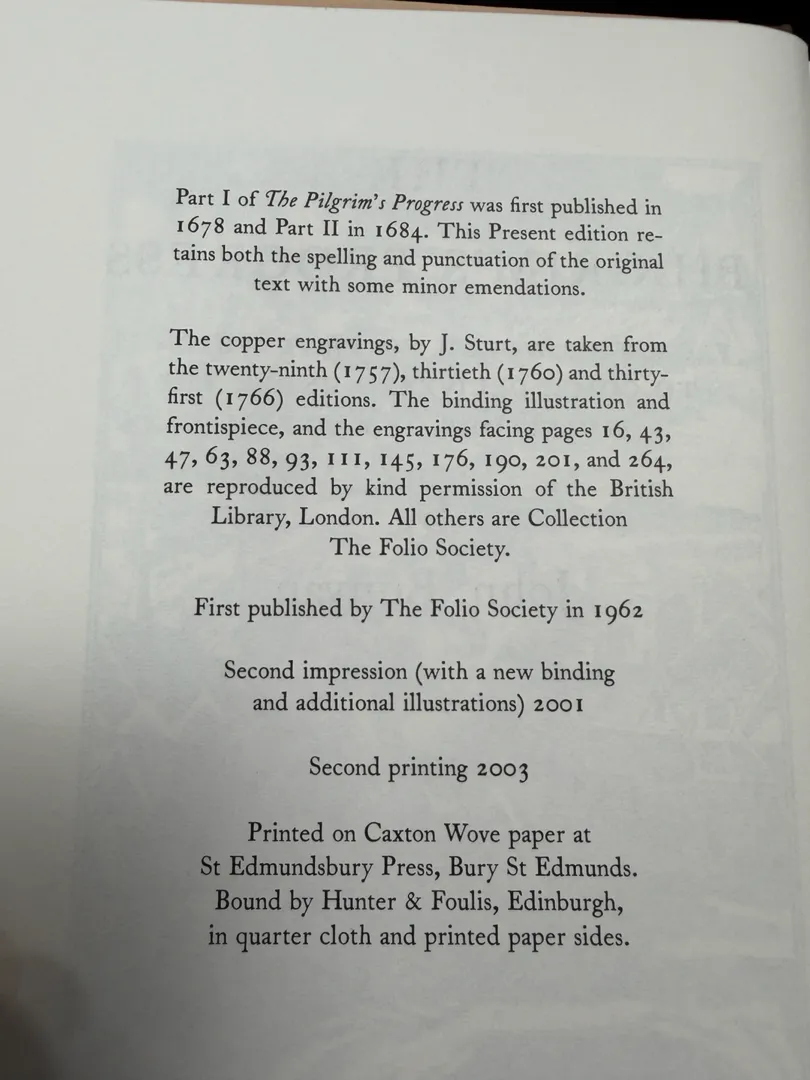 Part I of The Pilgrim's Progress was first published in
1678 and Part II in 1684. This Present edition re-
tains both the spelling and punctuation of the original
text with some minor emendations.
The copper engravings, by J. Sturt, are taken from
the twenty-ninth (1757), thirtieth (1760) and thirty-
first (1766) editions. The binding illustration and
frontispiece, and the engravings facing pages 16, 43,
47, 63, 88, 93, 111, 145, 176, 190, 201, and 264,
are reproduced by kind permission of the British
Library, London. All others are Collection
The Folio Society.
First published by The Folio Society in 1962
Second impression (with a new binding
and additional illustrations) 2001
Second printing 2003
Printed on Caxton Wove paper at
St Edmundsbury Press, Bury St Edmunds.
Bound by Hunter & Foulis, Edinburgh,
in quarter cloth and printed paper sides.